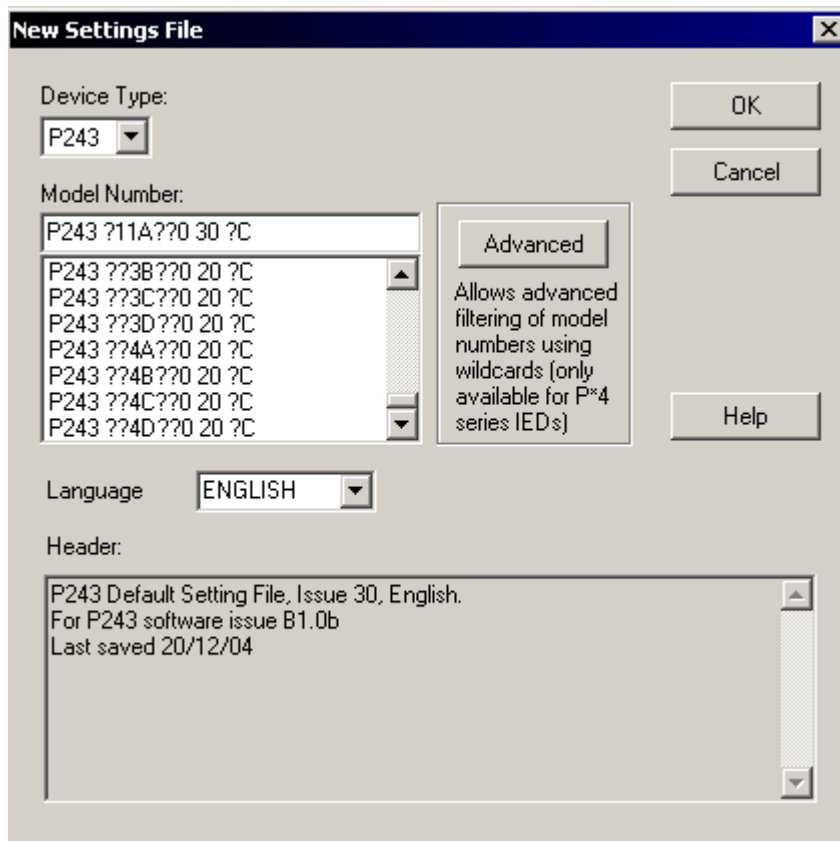 New Settings File
Device Type:
P243
OK
Cancel
Model Number:
P243 ?11A??0 30 ?C
P243 ??3B??0 20 ?C
P243 ??3C??0 20 ?C
P243 ??3D??0 20 ?C
P243 ??4A??0 20 ?C
P243 ??4B??0 20 ?C
P243 ??4C??0 20 ?C
P243 ??4D??0 20 ?C
Advanced
Allows advanced
filtering of model
numbers using
wildcards (only
available for P*4
series IEDs)
Help
Language
ENGLISH
Header:
P243 Default Setting File, Issue 30, English.
For P243 software issue B1.0b
Last saved 20/12/04